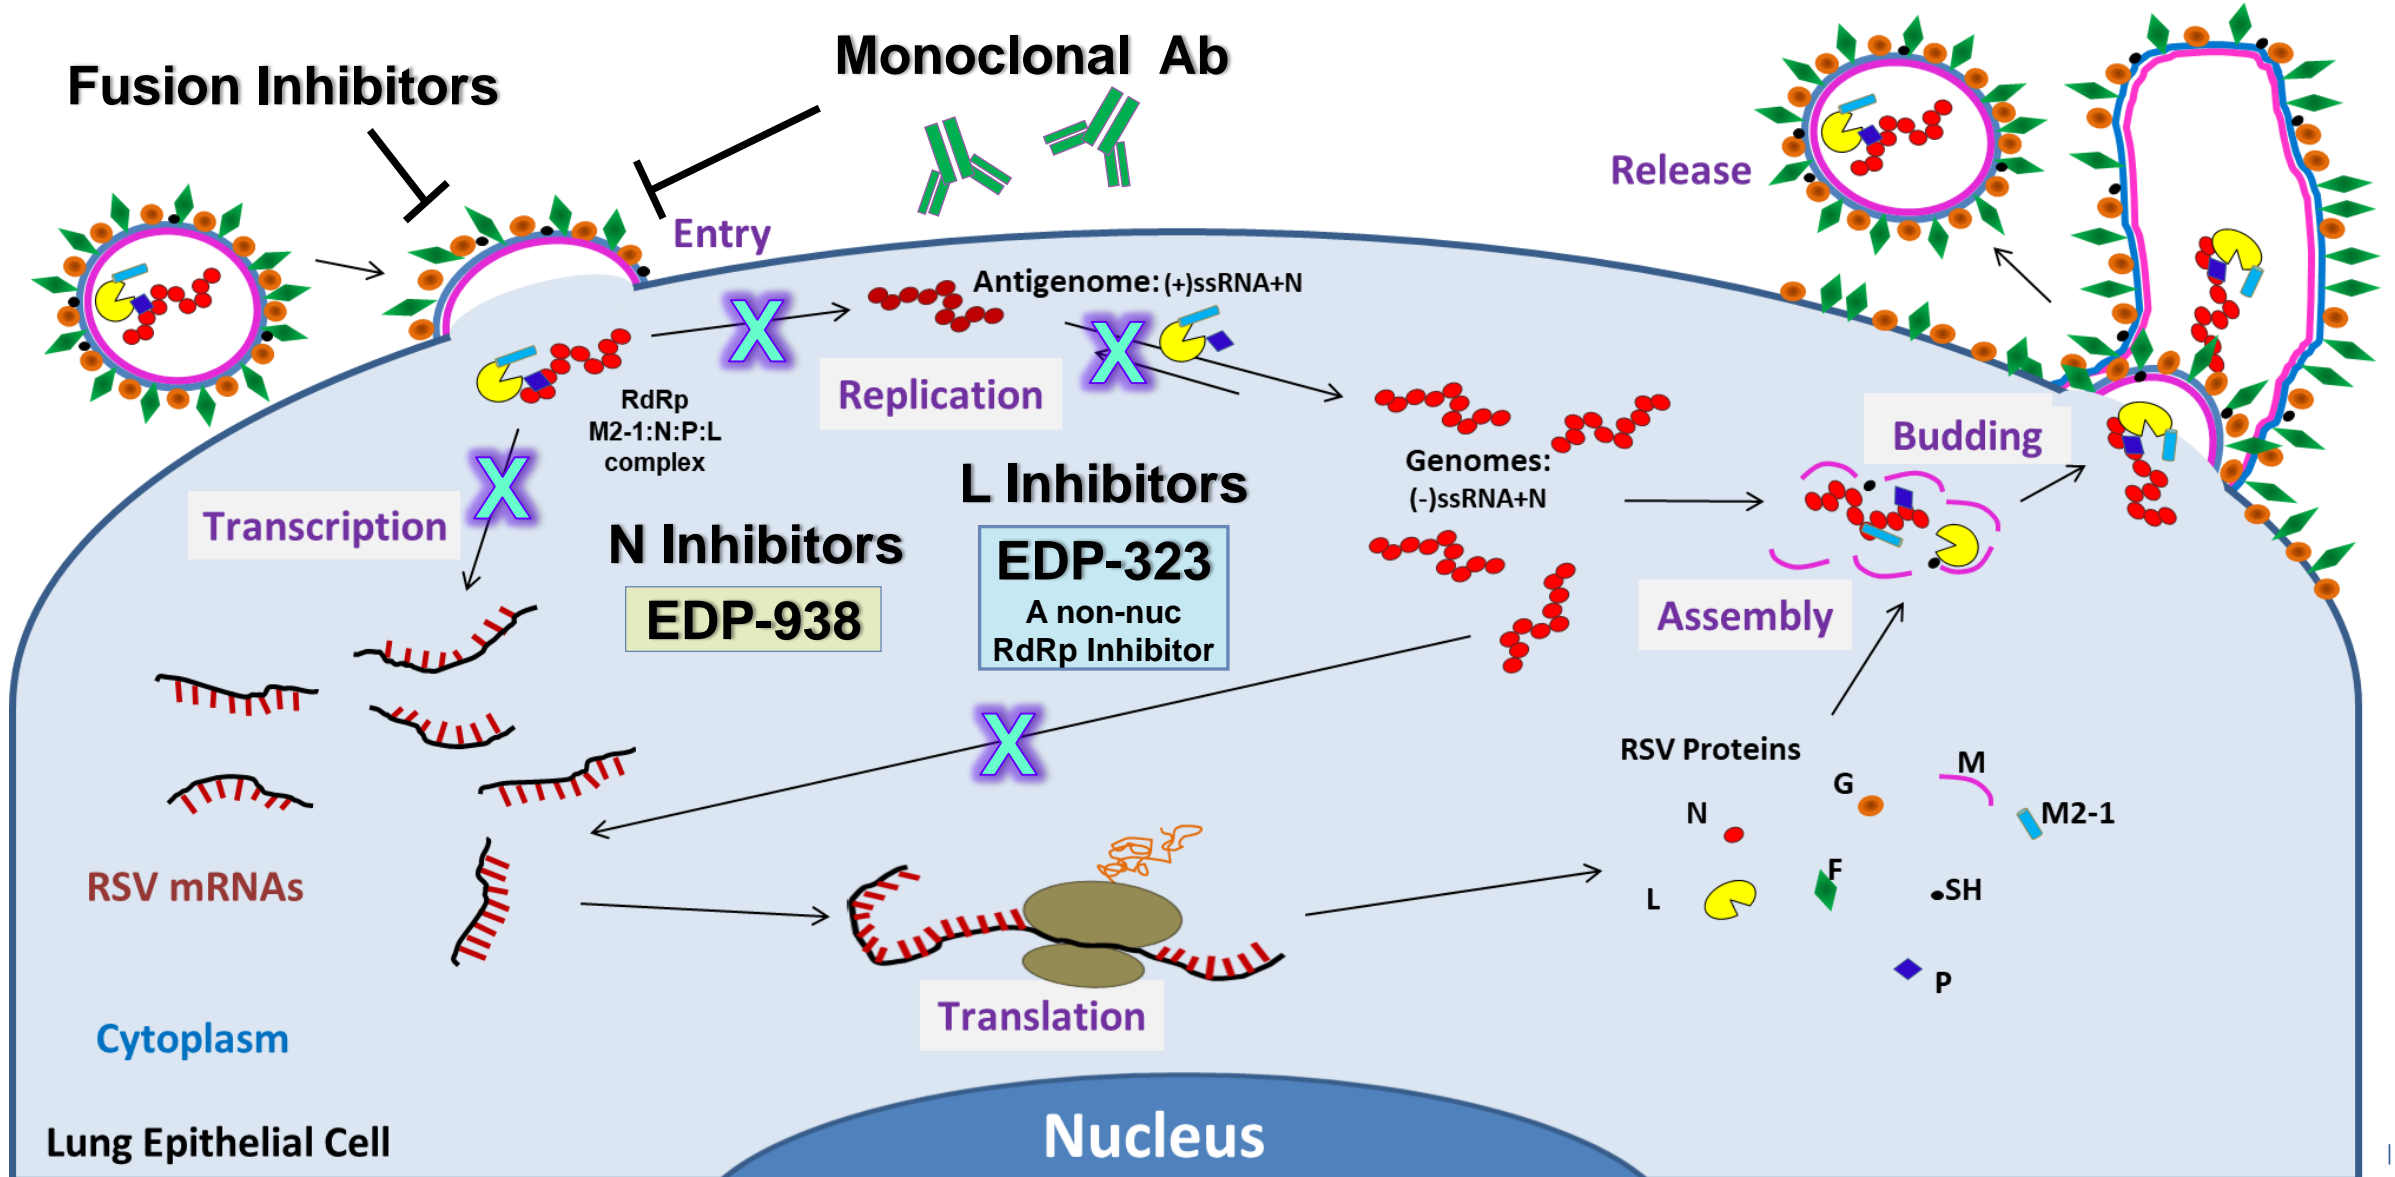 Fusion Inhibitors
Monoclonal Ab
Release
Entry
Antigenome: (+)ssRNA+N
X
X
Replication
RdRp
M2-1:N:P:L
complex
Budding
X
Transcription
L Inhibitors
Genomes:
(-)ssRNA+N
N Inhibitors
EDP-323
A non-nuc
RdRp Inhibitor
EDP-938
Assembly
X
RSV Proteins
M
G
N
M2-1
F
L
SH
P
RSV mRNAs
Translation
Cytoplasm
Lung Epithelial Cell
Nucleus